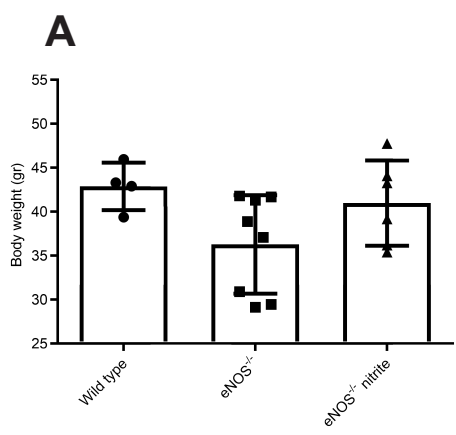 A
Body weight (gr)
55
50
45
40
35
30
25
Wild type
eNOS-/-
eNOS-/- nitrite